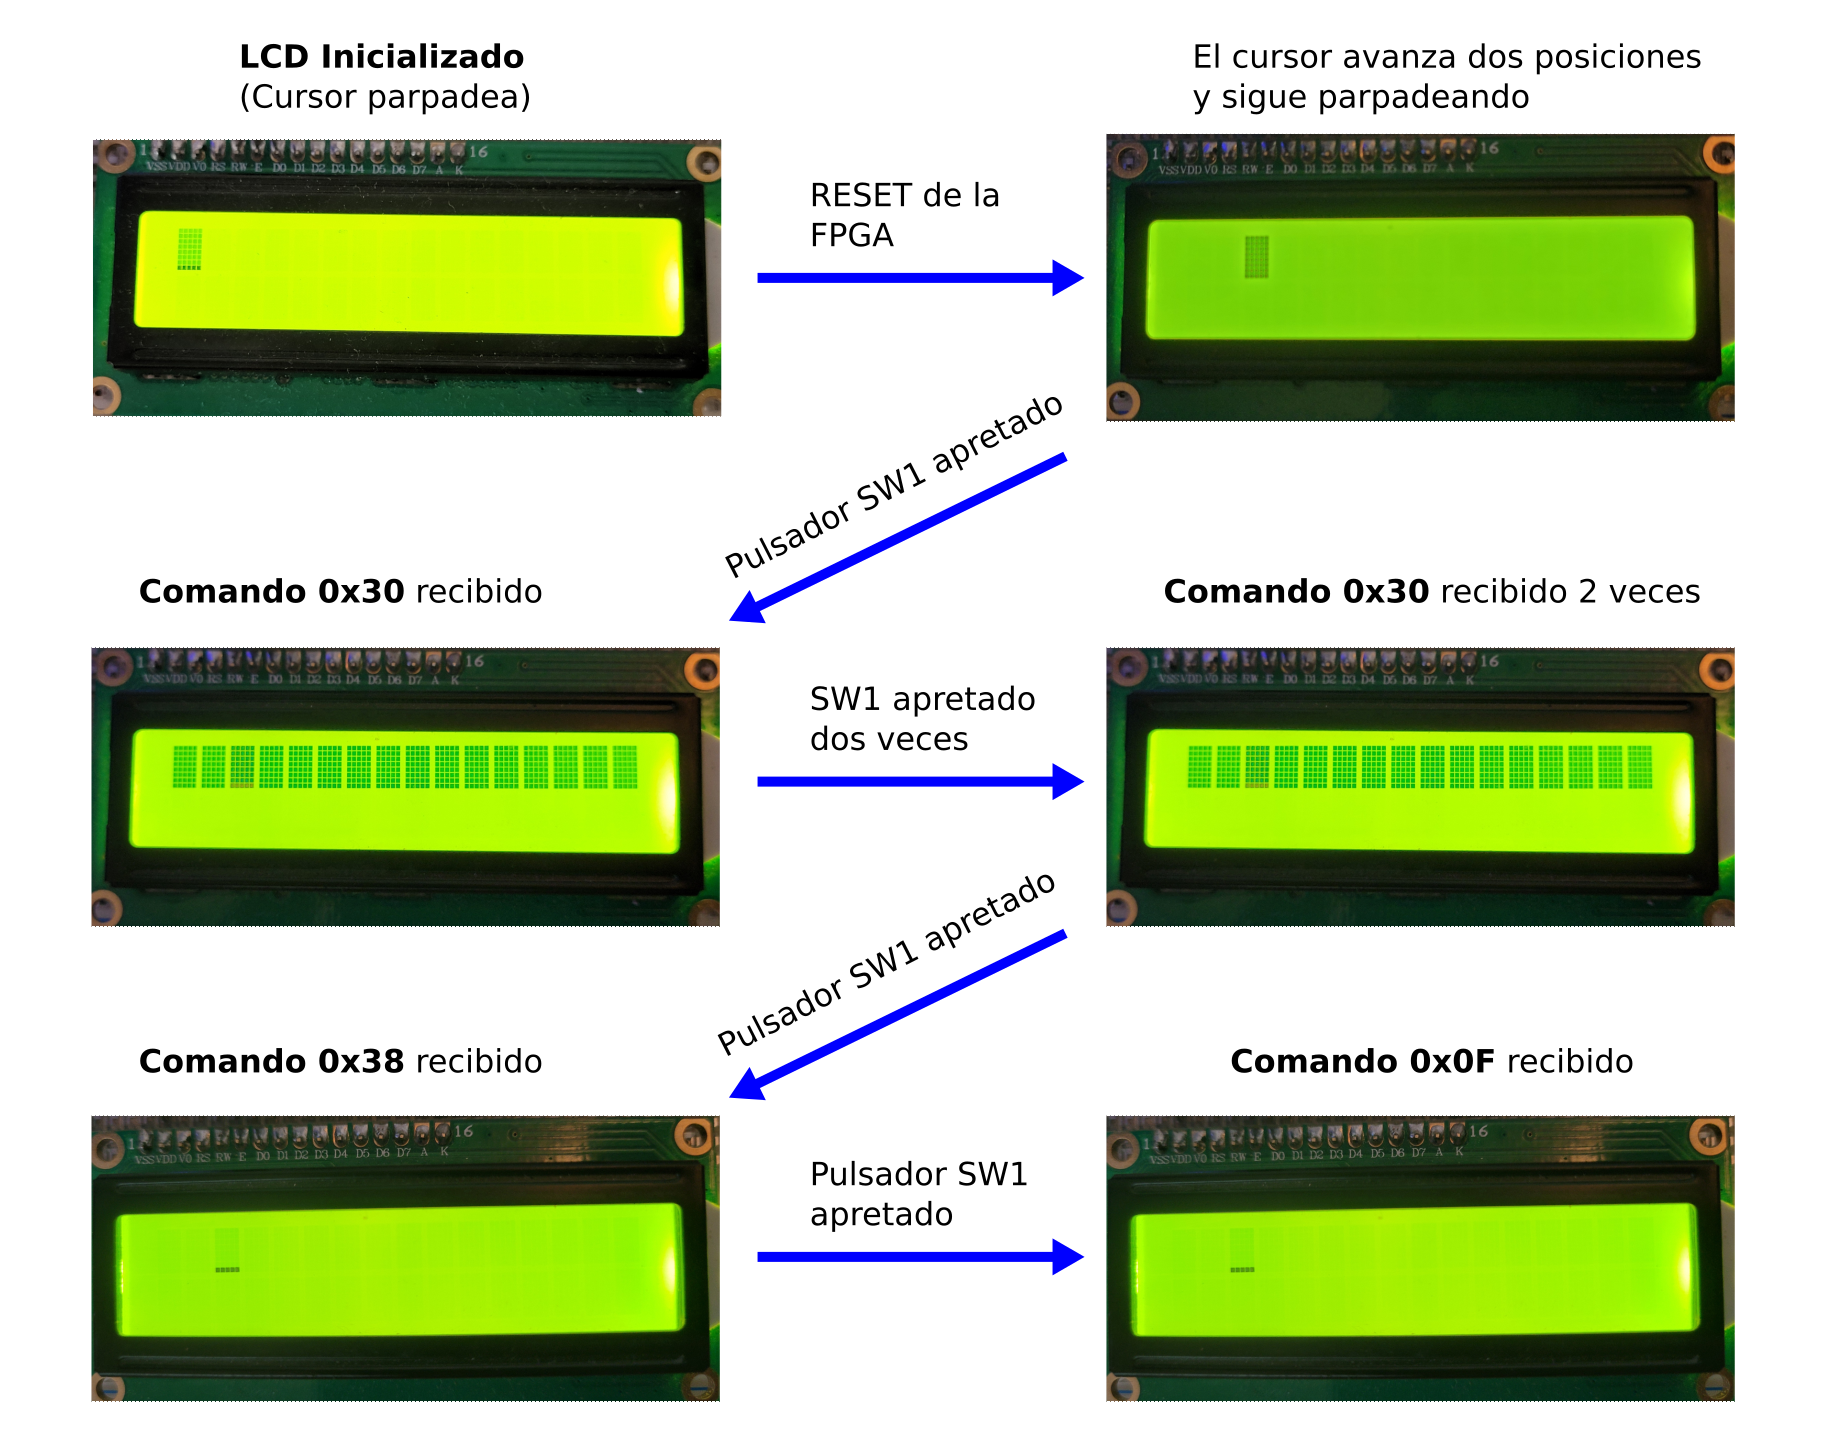 LCD Inicializado
(Cursor parpadea)
El cursor avanza dos posiciones
y sigue parpadeando
1 16
VSS VDD V0 RS RW E D0 D1 D2 D3 D4 D5 D6 D7 A K
RESET de la
FPGA
1 16
VSS VDD V0 RS RW E D0 D1 D2 D3 D4 D5 D6 D7 A K
Pulsador SW1 apretado
Comando 0x30 recibido
Comando 0x30 recibido 2 veces
1 16
VSS VDD V0 RS RW E D0 D1 D2 D3 D4 D5 D6 D7 A K
SW1 apretado
dos veces
1 16
VSS VDD V0 RS RW E D0 D1 D2 D3 D4 D5 D6 D7 A K
Pulsador SW1 apretado
Comando 0x38 recibido
Comando 0x0F recibido
1 16
VSS VDD V0 RS RW E D0 D1 D2 D3 D4 D5 D6 D7 A K
Pulsador SW1
apretado
1 16
VSS VDD V0 RS RW E D0 D1 D2 D3 D4 D5 D6 D7 A K